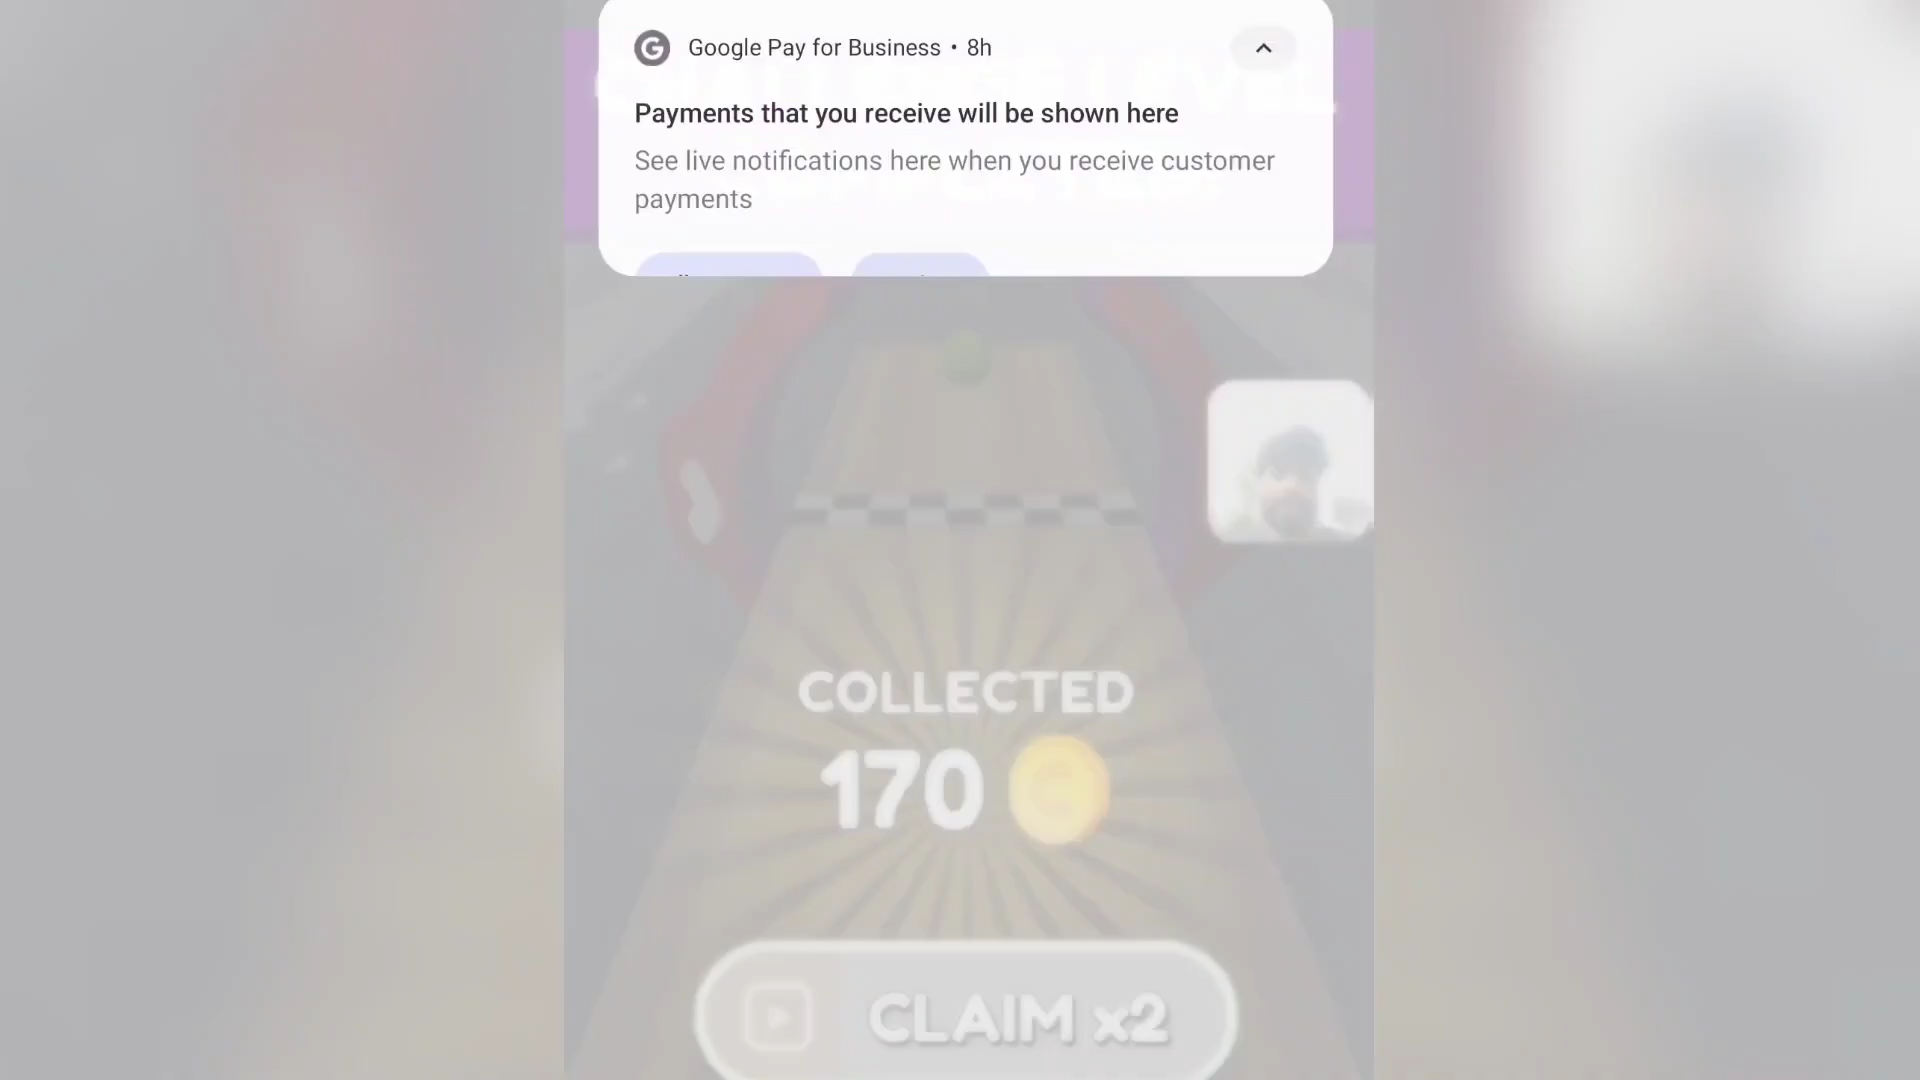 Google Pay for Business • 8h
Payments that you receive will be shown here
See live notifications here when you receive customer
payments
COLLECTED
170
CLAIM x2